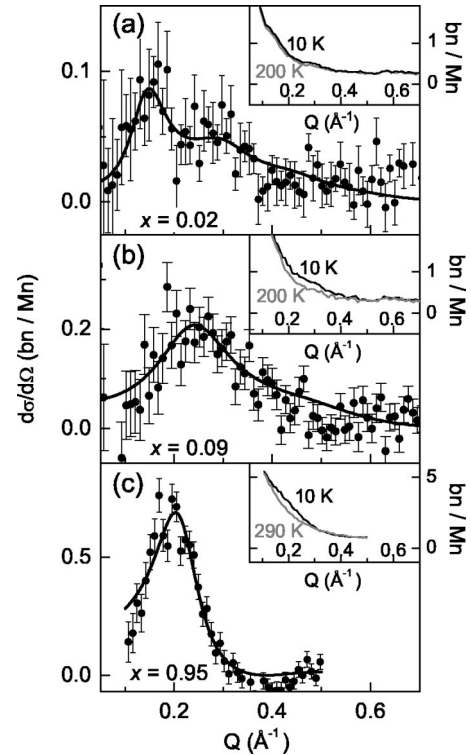 (a)
10 K
200 K
1
0
bn / Mn
0.2 0.4 0.6
Q (Å⁻¹)
0.1
0.0
x = 0.02
(b)
10 K
200 K
1
0
bn / Mn
0.2 0.4 0.6
Q (Å⁻¹)
0.2
0.0
x = 0.09
dσ/dΩ (bn / Mn)
(c)
10 K
290 K
5
0
bn / Mn
0.2 0.4 0.6
Q (Å⁻¹)
0.5
0.0
x = 0.95
0.2 0.4 0.6
Q (Å⁻¹)